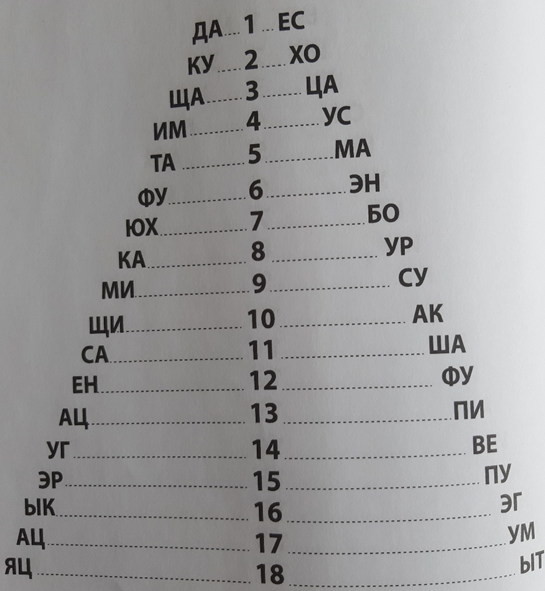 ДА....1...ЕС
КУ.....2.....ХО
ЩА........3........ЦА
ИМ...........4...........УС
ТА..............5..............МА
ФУ.................6.................ЭН
ЮХ....................7....................БО
КА.......................8.......................УР
МИ..........................9..........................СУ
ЩИ.............................10.............................АК
СА................................11................................ША
ЕН...................................12...................................ФУ
АЦ......................................13......................................ПИ
УГ.........................................14.........................................ВЕ
ЭР............................................15............................................ПУ
ЫК...............................................16...............................................ЭГ
АЦ..................................................17..................................................УМ
ЯЦ.....................................................18.....................................................ЫТ